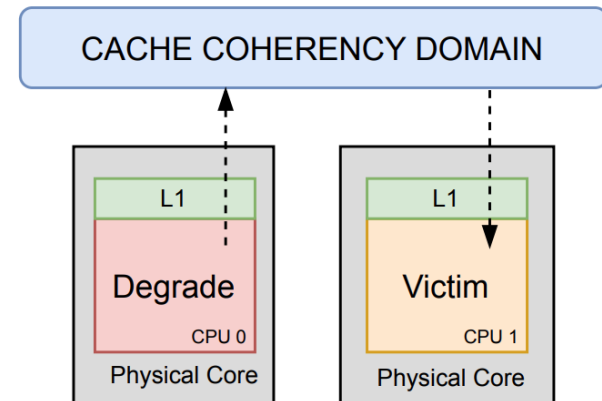 CACHE COHERENCY DOMAIN
L1
Degrade
CPU 0
Physical Core
L1
Victim
CPU 1
Physical Core